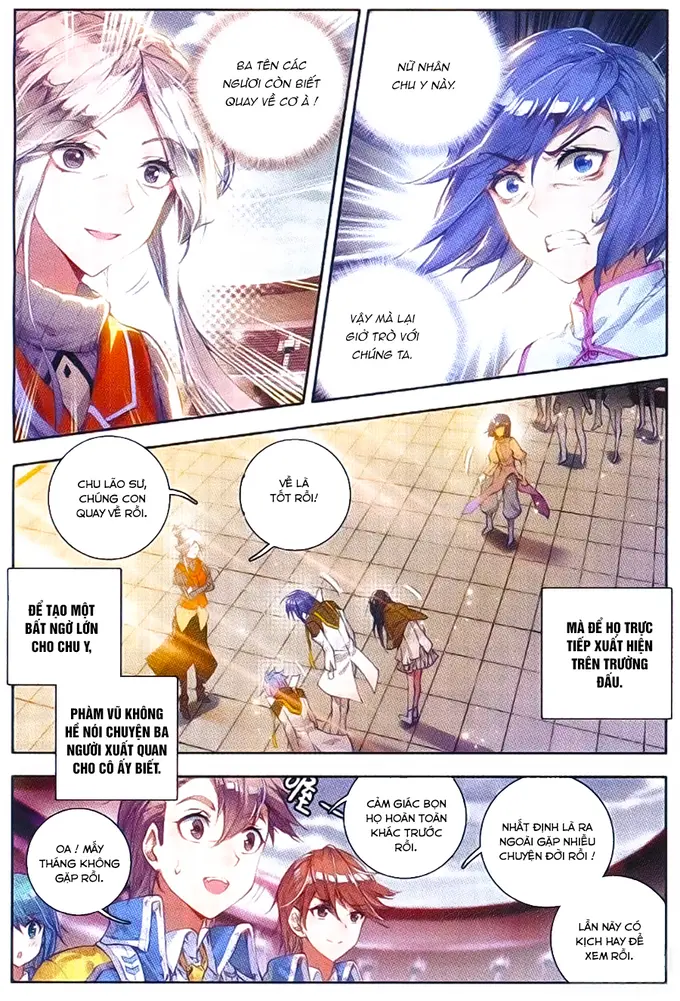 BA TÊN CÁC
NGƯƠI CÒN BIẾT
QUAY VỀ CƠ À !
NỮ NHÂN
CHU Y NÀY.
VẬY MÀ LẠI
GIỞ TRÒ VỚI
CHÚNG TA.
CHU LÃO SƯ,
CHÚNG CON
QUAY VỀ RỒI.
VỀ LÀ
TỐT RỒI!
ĐỂ TẠO MỘT
BẤT NGỜ LỚN
CHO CHU Y,
PHÀM VŨ KHÔNG
HỀ NÓI CHUYỆN BA
NGƯỜI XUẤT QUAN
CHO CÔ ẤY BIẾT.
MÀ ĐỂ HỌ TRỰC
TIẾP XUẤT HIỆN
TRÊN TRƯỜNG
ĐẤU.
OA ! MẤY
THÁNG KHÔNG
GẶP RỒI.
CẢM GIÁC BỌN
HỌ HOÀN TOÀN
KHÁC TRƯỚC
RỒI.
NHẤT ĐỊNH LÀ RA
NGOÀI GẶP NHIỀU
CHUYỆN ĐỜI RỒI !
LẦN NÀY CÓ
KỊCH HAY ĐỂ
XEM RỒI.